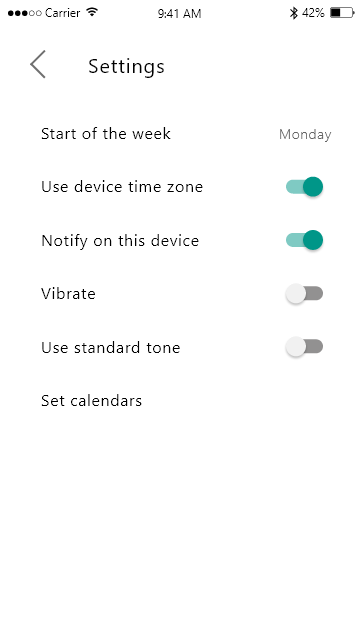 Carrier 9:41 AM 42%
Settings
Start of the week Monday
Use device time zone
Notify on this device
Vibrate
Use standard tone
Set calendars